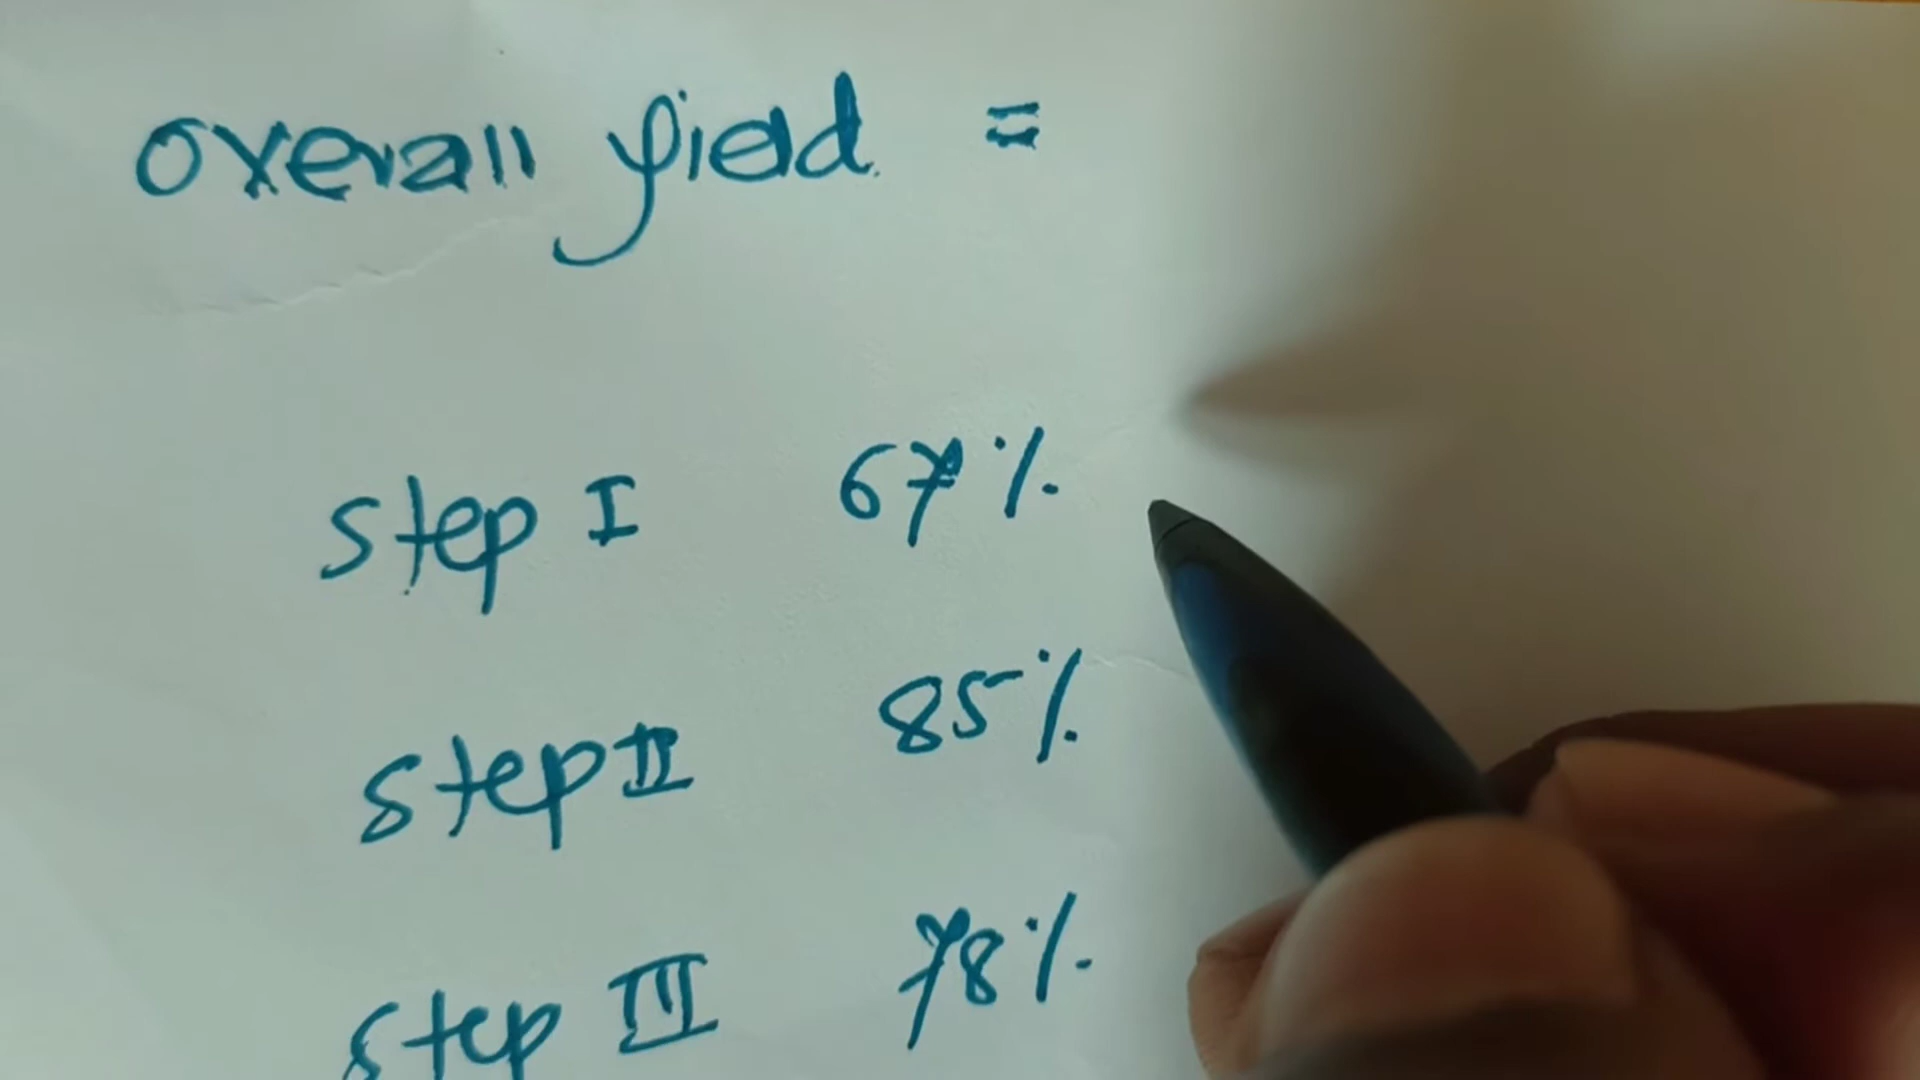 overall yield =
step I 67%
step II 85%
step III 78%